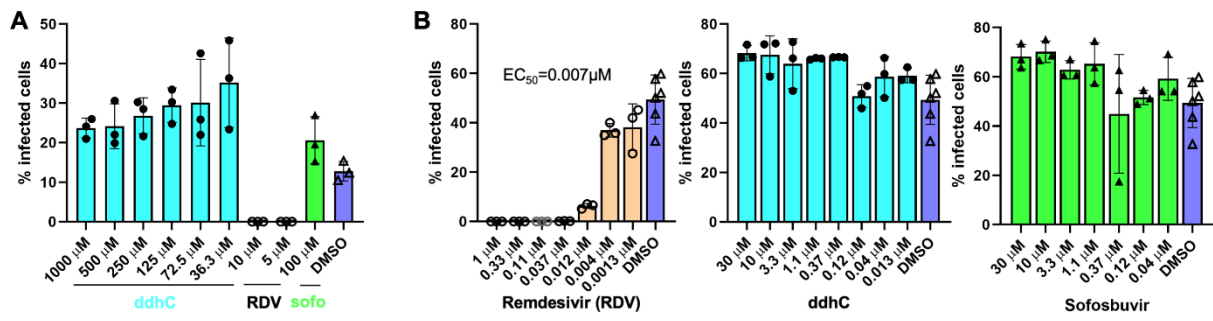 A
% infected cells
50
40
30
20
10
0
1000 µM
500 µM
250 µM
125 µM
72.5 µM
36.3 µM
10 µM
5 µM
100 µM
DMSO
ddhC
RDV
sofo
B
% infected cells
80
60
40
20
0
EC50=0.007µM
1 µM
0.33 µM
0.11 µM
0.037 µM
0.012 µM
0.004 µM
0.0013 µM
DMSO
Remdesivir (RDV)
% infected cells
80
60
40
20
0
30 µM
10 µM
3.3 µM
1.1 µM
0.37 µM
0.12 µM
0.04 µM
0.013 µM
DMSO
ddhC
% infected cells
80
60
40
20
0
30 µM
10 µM
3.3 µM
1.1 µM
0.37 µM
0.12 µM
0.04 µM
DMSO
Sofosbuvir